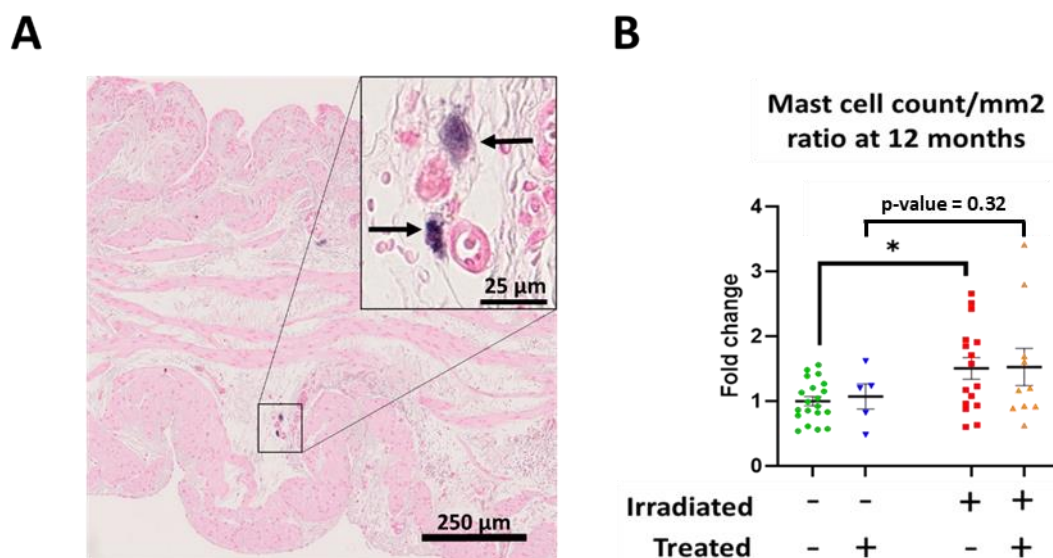 A
25 μm
250 μm
B
Mast cell count/mm2
ratio at 12 months
p-value = 0.32
*
Fold change
4
3
2
1
0
Irradiated - - + +
Treated - + - +